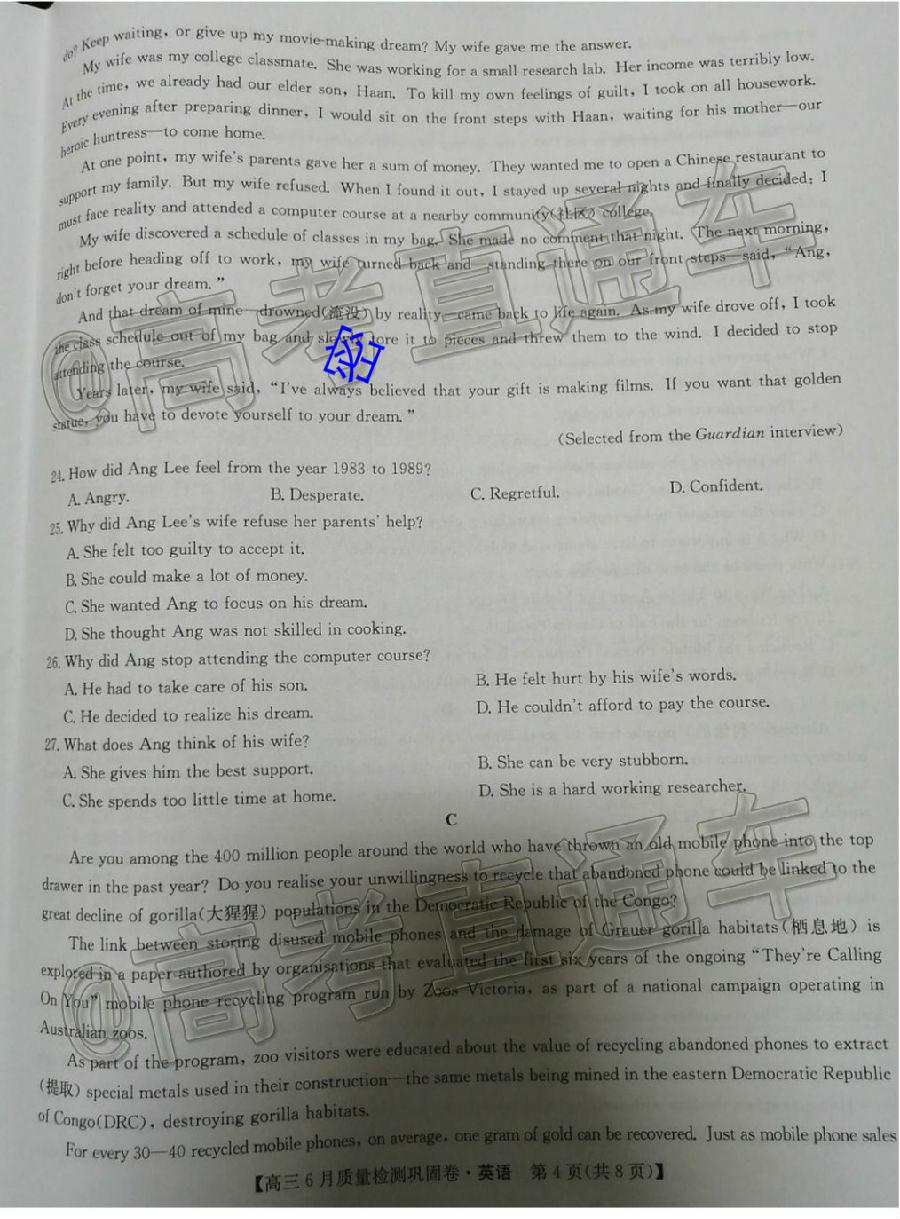 do? Keep waiting, or give up my movie-making dream? My wife gave me the answer.
My wife was my college classmate. She was working for a small research lab. Her income was terribly low.
At the time, we already had our elder son, Haan. To kill my own feelings of guilt, I took on all housework.
Every evening after preparing dinner, I would sit on the front steps with Haan, waiting for his mother—our
heroic huntress—to come home.
At one point, my wife's parents gave her a sum of money. They wanted me to open a Chinese restaurant to
support my family. But my wife refused. When I found it out, I stayed up several nights and finally decided: I
must face reality and attended a computer course at a nearby community(社区) college.
My wife discovered a schedule of classes in my bag. She made no comment that night. The next morning,
right before heading off to work, my wife turned back and—standing there on our front steps—said, “Ang,
don't forget your dream.”
And that dream of mine—drowned(淹没) by reality—came back to life again. As my wife drove off, I took
the class schedule out of my bag and slowly tore it to pieces and threw them to the wind. I decided to stop
attending the course.
Years later, my wife said, “I've always believed that your gift is making films. If you want that golden
statue, you have to devote yourself to your dream.”
(Selected from the Guardian interview)
24. How did Ang Lee feel from the year 1983 to 1989?
A. Angry. B. Desperate. C. Regretful. D. Confident.
25. Why did Ang Lee's wife refuse her parents' help?
A. She felt too guilty to accept it.
B. She could make a lot of money.
C. She wanted Ang to focus on his dream.
D. She thought Ang was not skilled in cooking.
26. Why did Ang stop attending the computer course?
A. He had to take care of his son. B. He felt hurt by his wife's words.
C. He decided to realize his dream. D. He couldn't afford to pay the course.
27. What does Ang think of his wife?
A. She gives him the best support. B. She can be very stubborn.
C. She spends too little time at home. D. She is a hard working researcher.
C
Are you among the 400 million people around the world who have thrown an old mobile phone into the top
drawer in the past year? Do you realise your unwillingness to recycle that abandoned phone could be linked to the
great decline of gorilla(大猩猩) populations in the Democratic Republic of the Congo?
The link between storing disused mobile phones and the damage of Grauer gorilla habitats(栖息地) is
explored in a paper authored by organisations that evaluated the first six years of the ongoing “They're Calling
On You” mobile phone recycling program run by Zoos Victoria, as part of a national campaign operating in
Australian zoos.
As part of the program, zoo visitors were educated about the value of recycling abandoned phones to extract
(提取) special metals used in their construction—the same metals being mined in the eastern Democratic Republic
of Congo(DRC), destroying gorilla habitats.
For every 30—40 recycled mobile phones, on average, one gram of gold can be recovered. Just as mobile phone sales
【高三6月质量检测巩固卷·英语 第4页(共8页)】
@高考直通车
@高考直通车